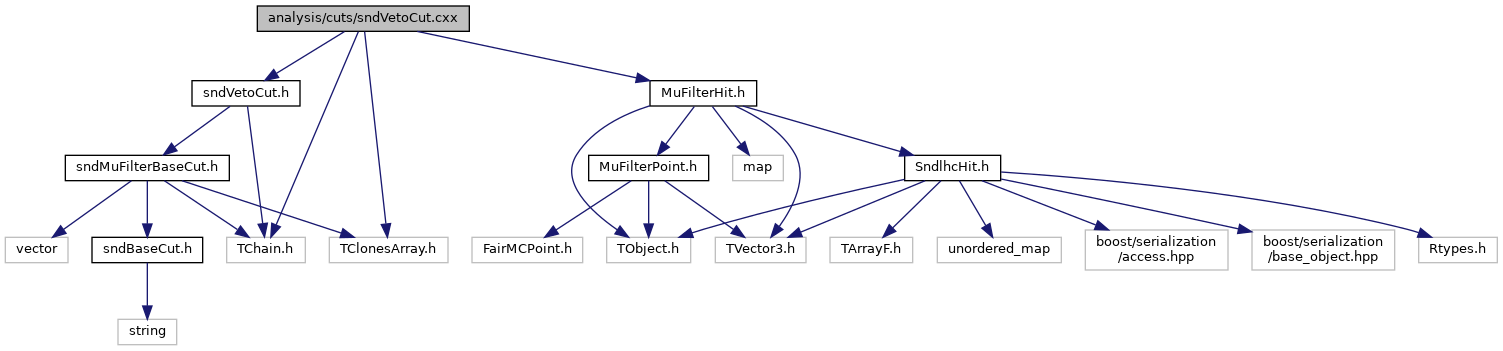 analysis/cuts/sndVetoCut.cxx
sndVetoCut.h
MuFilterHit.h
sndMuFilterBaseCut.h
MuFilterPoint.h
map
SndlhcHit.h
vector
sndBaseCut.h
TChain.h
TClonesArray.h
FairMCPoint.h
TObject.h
TVector3.h
TArrayF.h
unordered_map
boost/serialization
/access.hpp
boost/serialization
/base_object.hpp
Rtypes.h
string